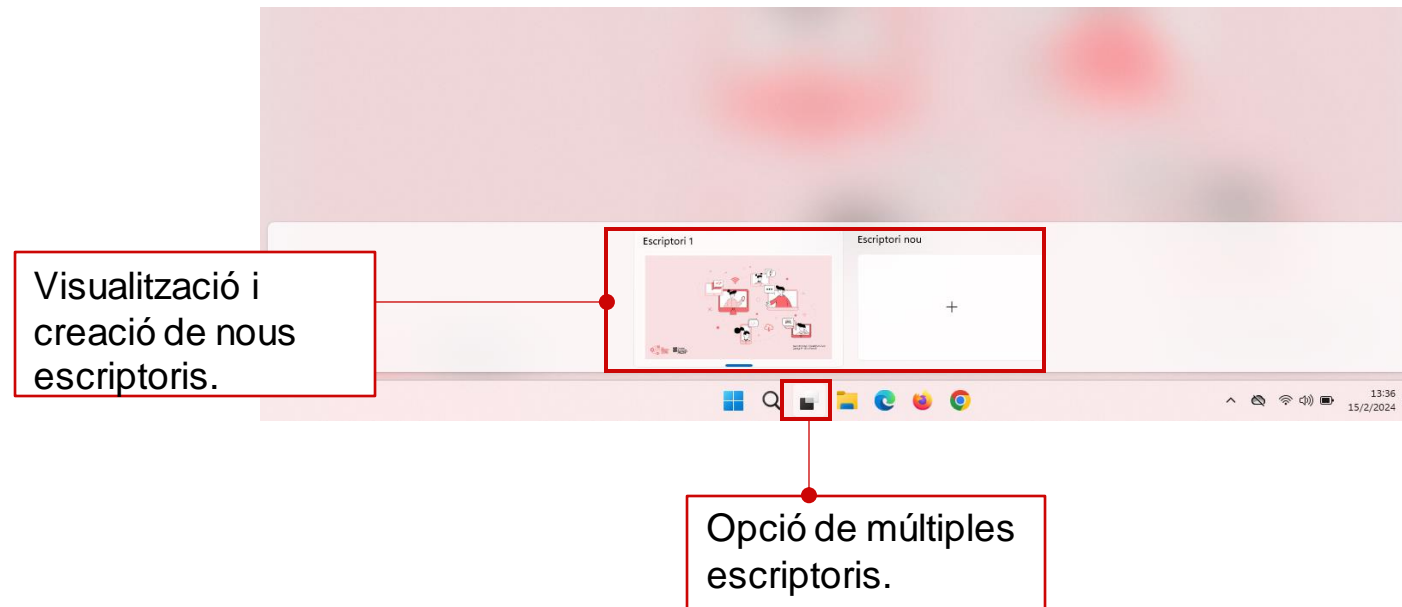 Escriptori 1
Escriptori nou
Visualització i
creació de nous
escriptoris.
13:36
15/2/2024
Opció de múltiples
escriptoris.